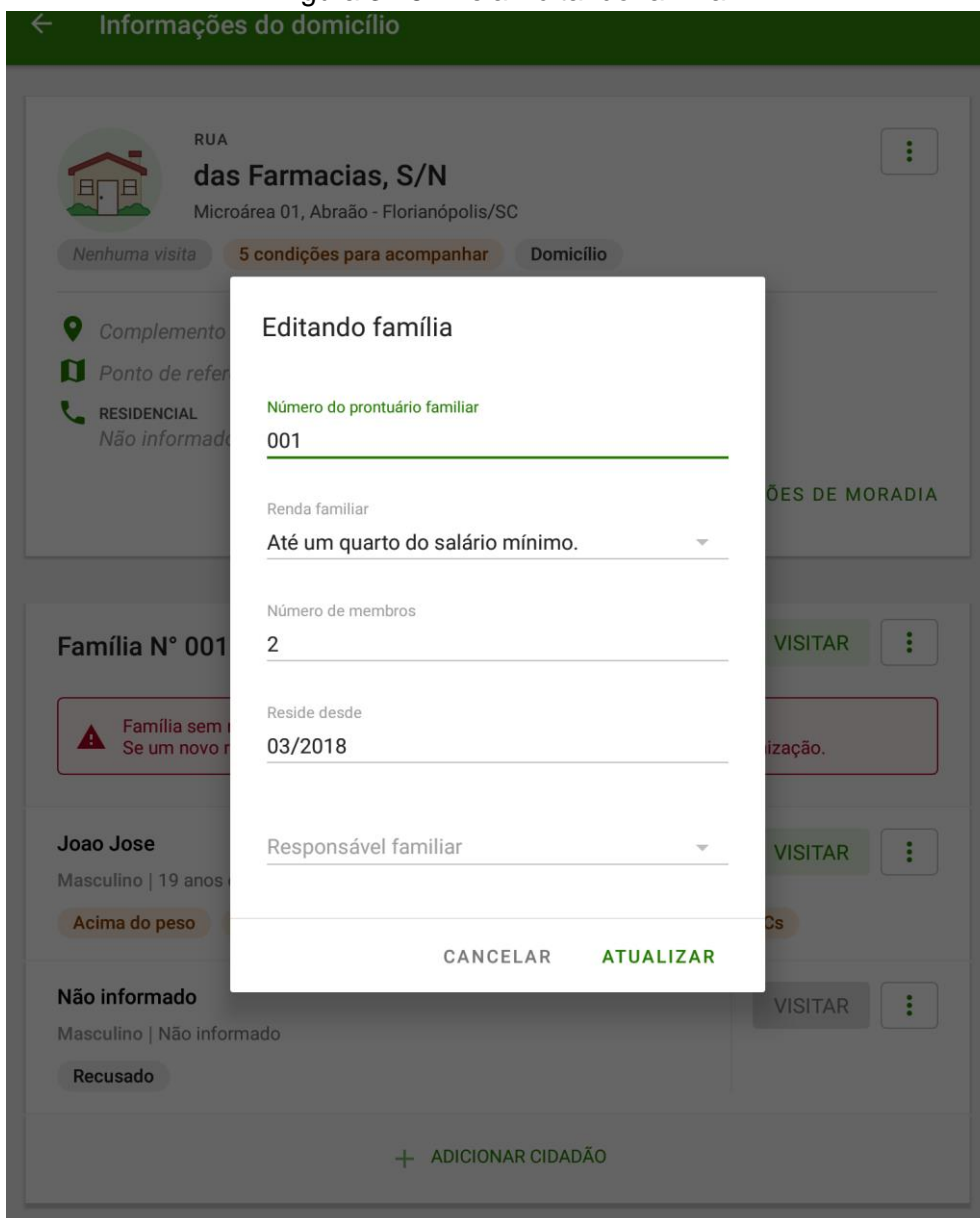 Informações do domicílio
RUA
das Farmacias, S/N
Microárea 01, Abraão - Florianópolis/SC
Nenhuma visita
5 condições para acompanhar
Domicílio
Complemento
Ponto de refer
RESIDENCIAL
Não informado
ÕES DE MORADIA
Editando família
Número do prontuário familiar
001
Renda familiar
Até um quarto do salário mínimo.
Número de membros
2
Reside desde
03/2018
Responsável familiar
CANCELAR
ATUALIZAR
Família N° 001
VISITAR
Família sem
Se um novo
ização.
Joao Jose
VISITAR
Masculino | 19 anos
Acima do peso
Cs
Não informado
VISITAR
Masculino | Não informado
Recusado
+ ADICIONAR CIDADÃO